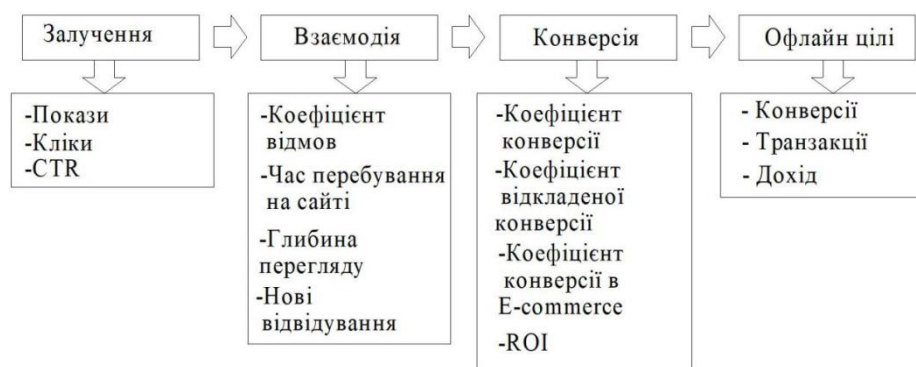 Залучення
Взаємодія
Конверсія
Офлайн цілі
-Покази
-Кліки
-CTR
-Коефіцієнт
відмов
-Час перебування
на сайті
-Глибина
перегляду
-Нові
відвідування
-Коефіцієнт
конверсії
-Коефіцієнт
відкладеної
конверсії
-Коефіцієнт
конверсії в
E-commerce
-ROI
- Конверсії
- Транзакції
- Дохід